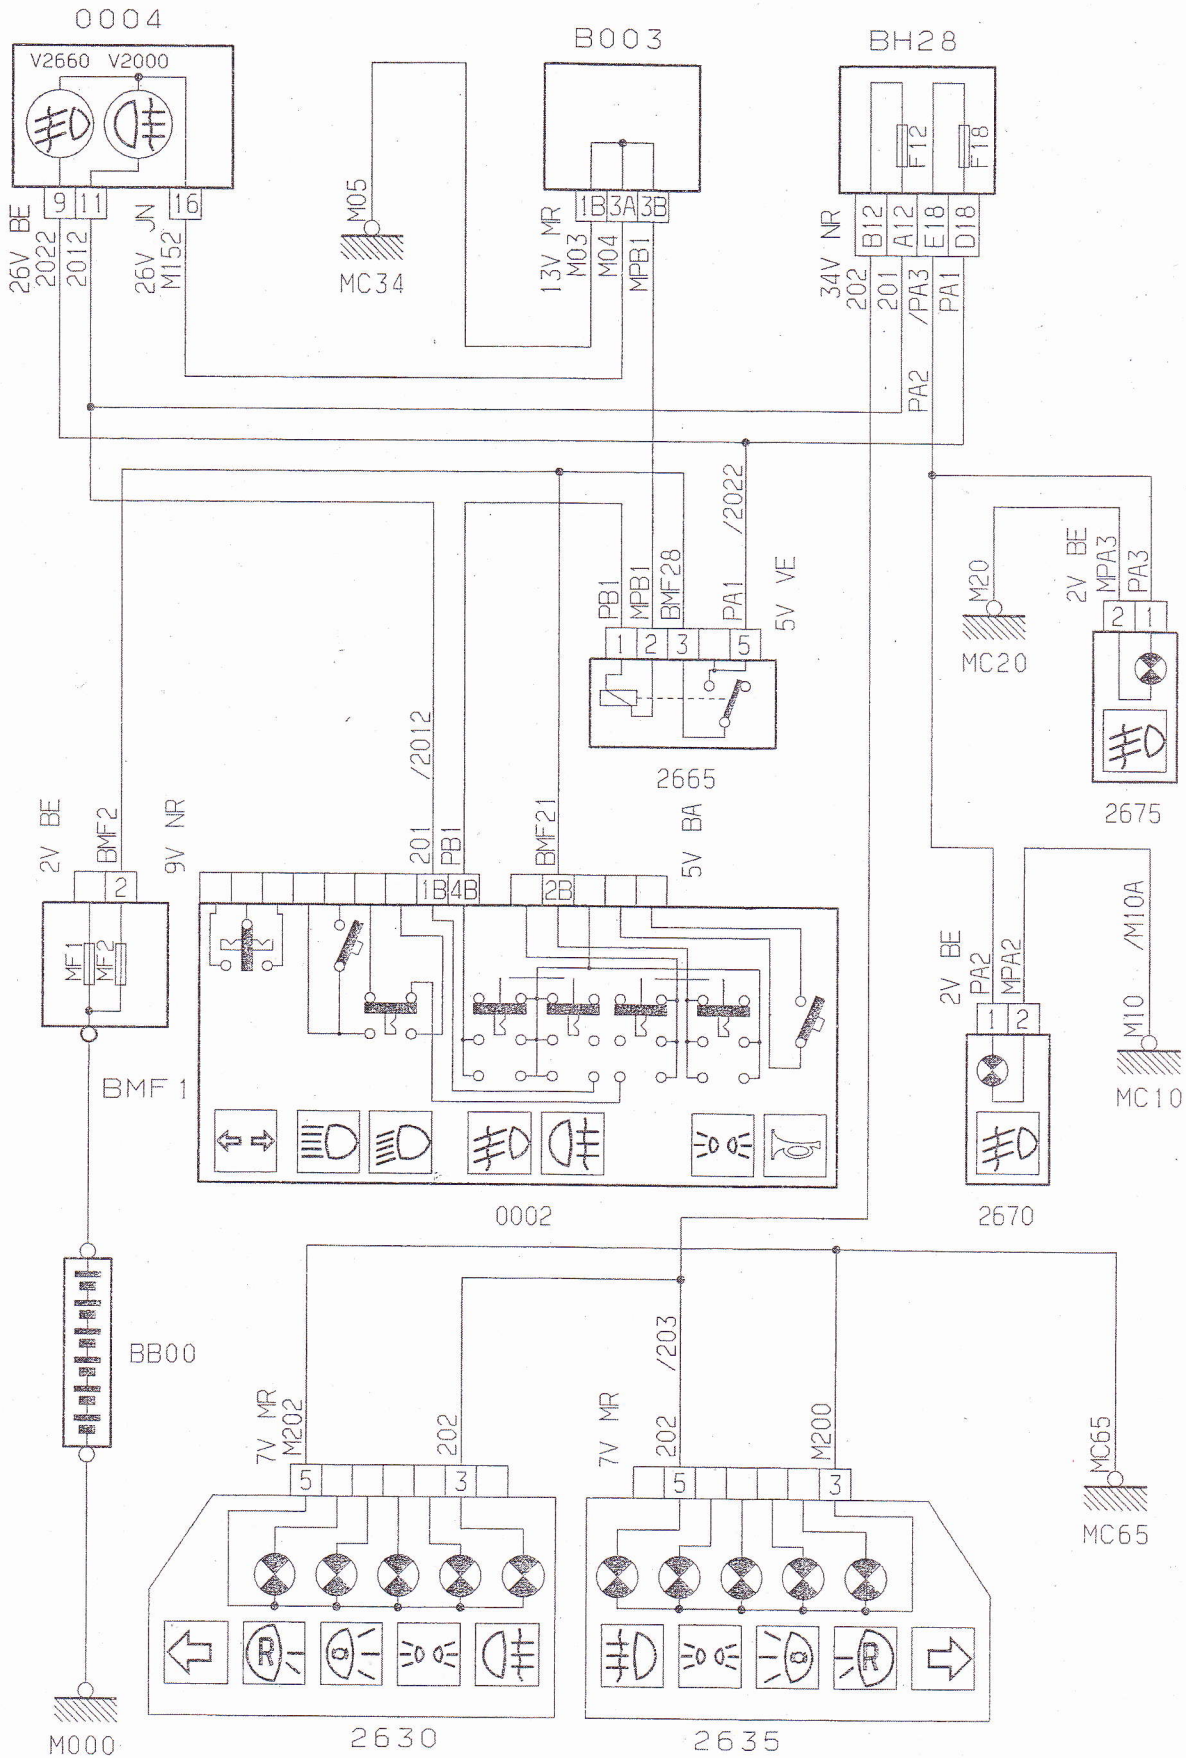 0004
B003
BH28
V2660 V2000
F12
F18
9 11
16
1B 3A 3B
B12
A12
E18
D18
26V BE
2022
2012
26V JN
M152
M05
MC34
13V MR
M03
M04
MPB1
34V NR
202
201
/PA3
PA2
PA1
PB1
MPB1
BMF28
PA1
/2022
5V VE
1 2 3 5
2665
M20
MC20
2V BE
MPA3
PA3
2 1
2675
2V BE
BMF2
2
MF1
MF2
BMF1
9V NR
201
/2012
PB1
BMF21
5V BA
1B 4B
2B
0002
2V BE
PA2
MPA2
1 2
2670
M10
/M10A
MC10
BB00
M000
7V MR
M202
202
5 3
R
2630
7V MR
202
/203
M200
5 3
R
2635
MC65
MC65